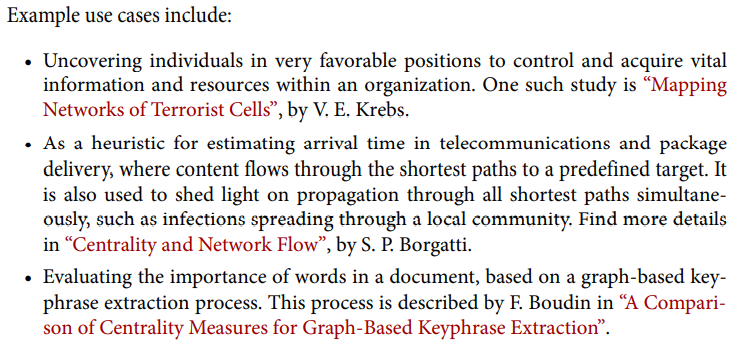 Example use cases include:
• Uncovering individuals in very favorable positions to control and acquire vital
information and resources within an organization. One such study is “Mapping
Networks of Terrorist Cells”, by V. E. Krebs.
• As a heuristic for estimating arrival time in telecommunications and package
delivery, where content flows through the shortest paths to a predefined target. It
is also used to shed light on propagation through all shortest paths simultane-
ously, such as infections spreading through a local community. Find more details
in “Centrality and Network Flow”, by S. P. Borgatti.
• Evaluating the importance of words in a document, based on a graph-based key-
phrase extraction process. This process is described by F. Boudin in “A Compari-
son of Centrality Measures for Graph-Based Keyphrase Extraction”.